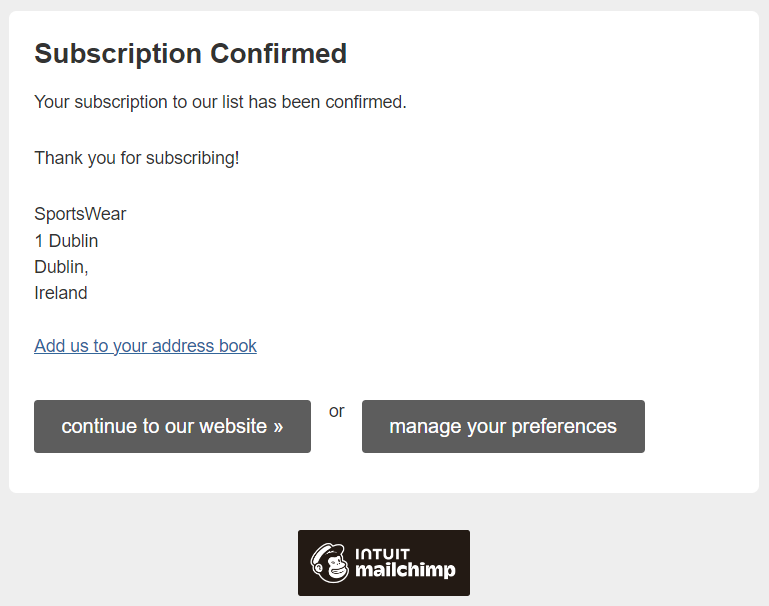 Subscription Confirmed
Your subscription to our list has been confirmed.
Thank you for subscribing!
SportsWear
1 Dublin
Dublin,
Ireland
Add us to your address book
continue to our website »
or
manage your preferences
INTUIT
mailchimp